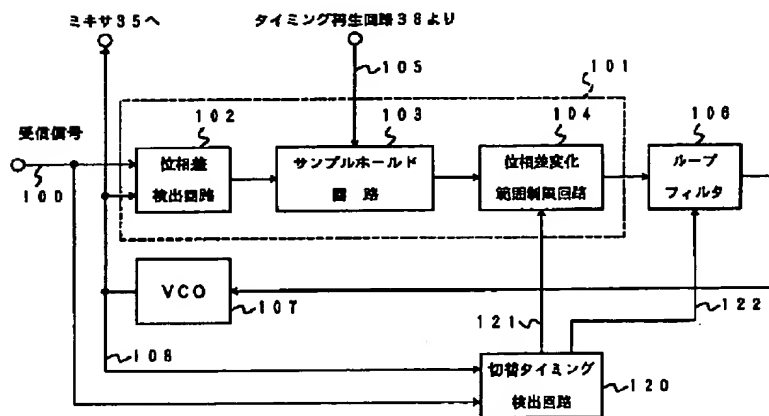 ミキサ35へ
タイミング再生回路38より
105
101
102
103
104
106
受信信号
位相差
検出回路
サンプルホールド
回路
位相差変化
範囲制限回路
ループ
フィルタ
100
VCO
107
121
122
108
切替タイミング
検出回路
120